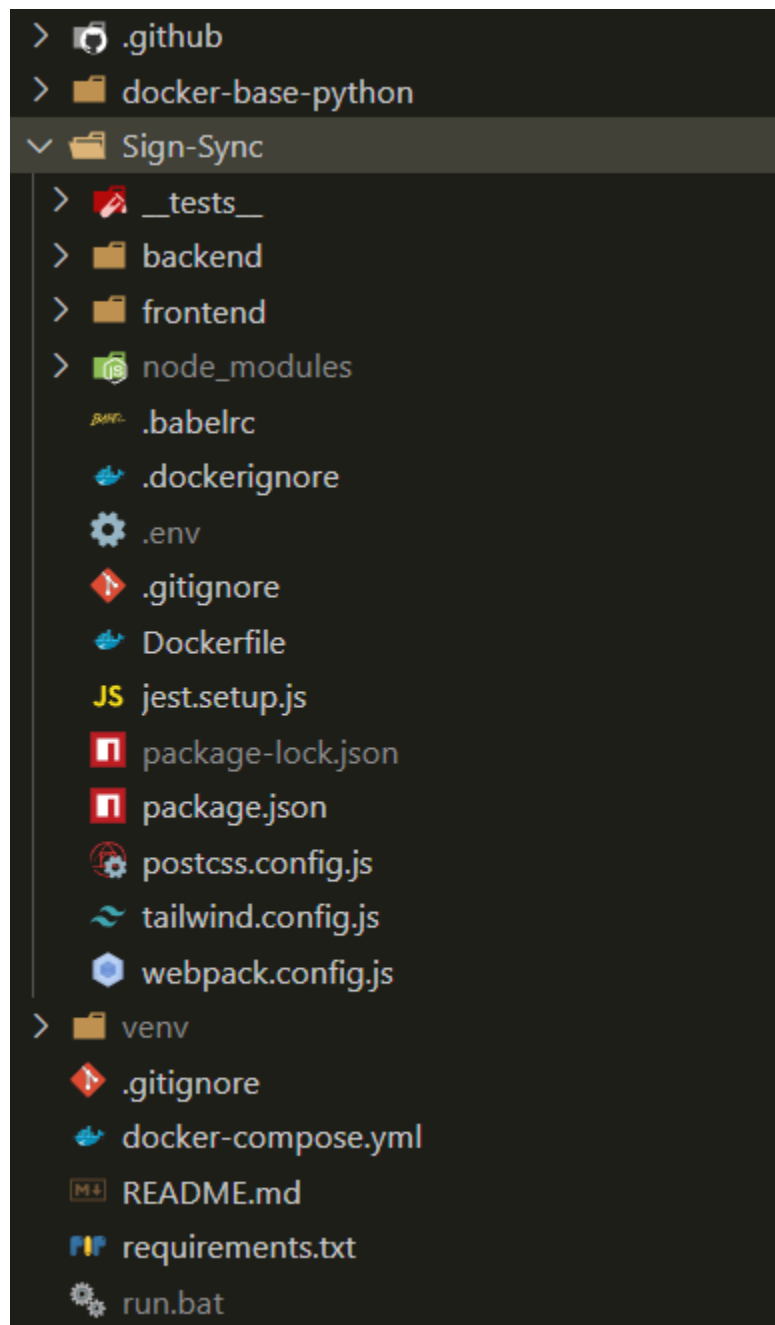 .github
docker-base-python
Sign-Sync
__tests__
backend
frontend
node_modules
.babelrc
.dockerignore
.env
.gitignore
Dockerfile
JS jest.setup.js
package-lock.json
package.json
postcss.config.js
tailwind.config.js
webpack.config.js
venv
.gitignore
docker-compose.yml
README.md
requirements.txt
run.bat